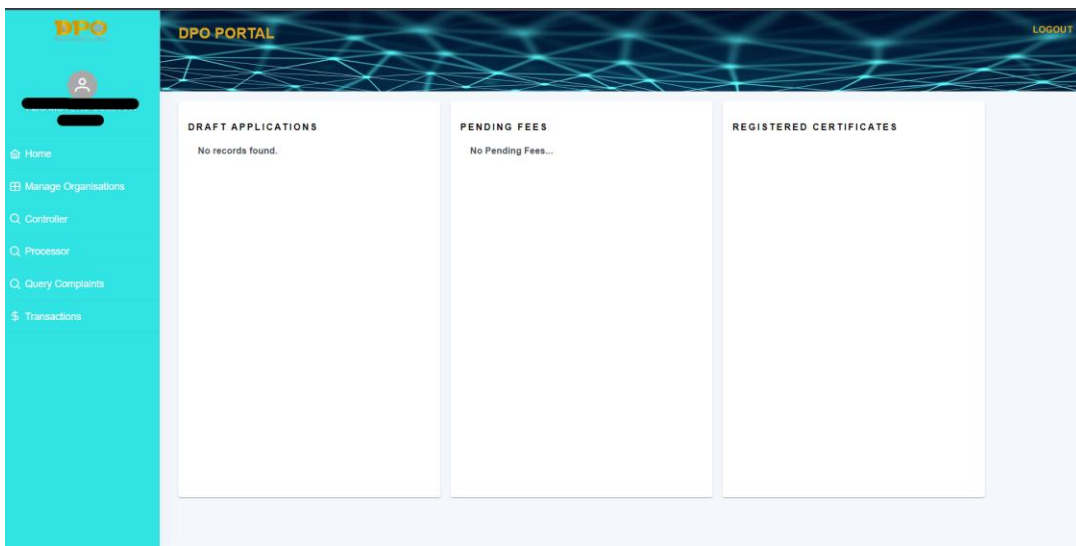 DPO
DPO PORTAL
LOGOUT
Home
Manage Organisations
Controller
Processor
Query Complaints
$ Transactions
DRAFT APPLICATIONS
No records found.
PENDING FEES
No Pending Fees...
REGISTERED CERTIFICATES